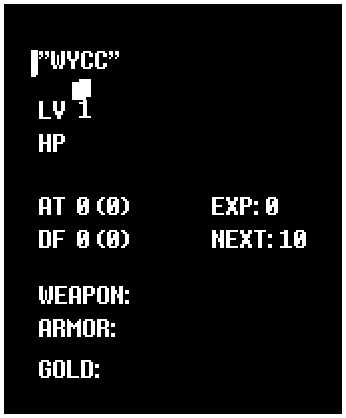 "WYCC"
LV 1
HP
AT 0(0) EXP: 0
DF 0(0) NEXT: 10
WEAPON:
ARMOR:
GOLD: